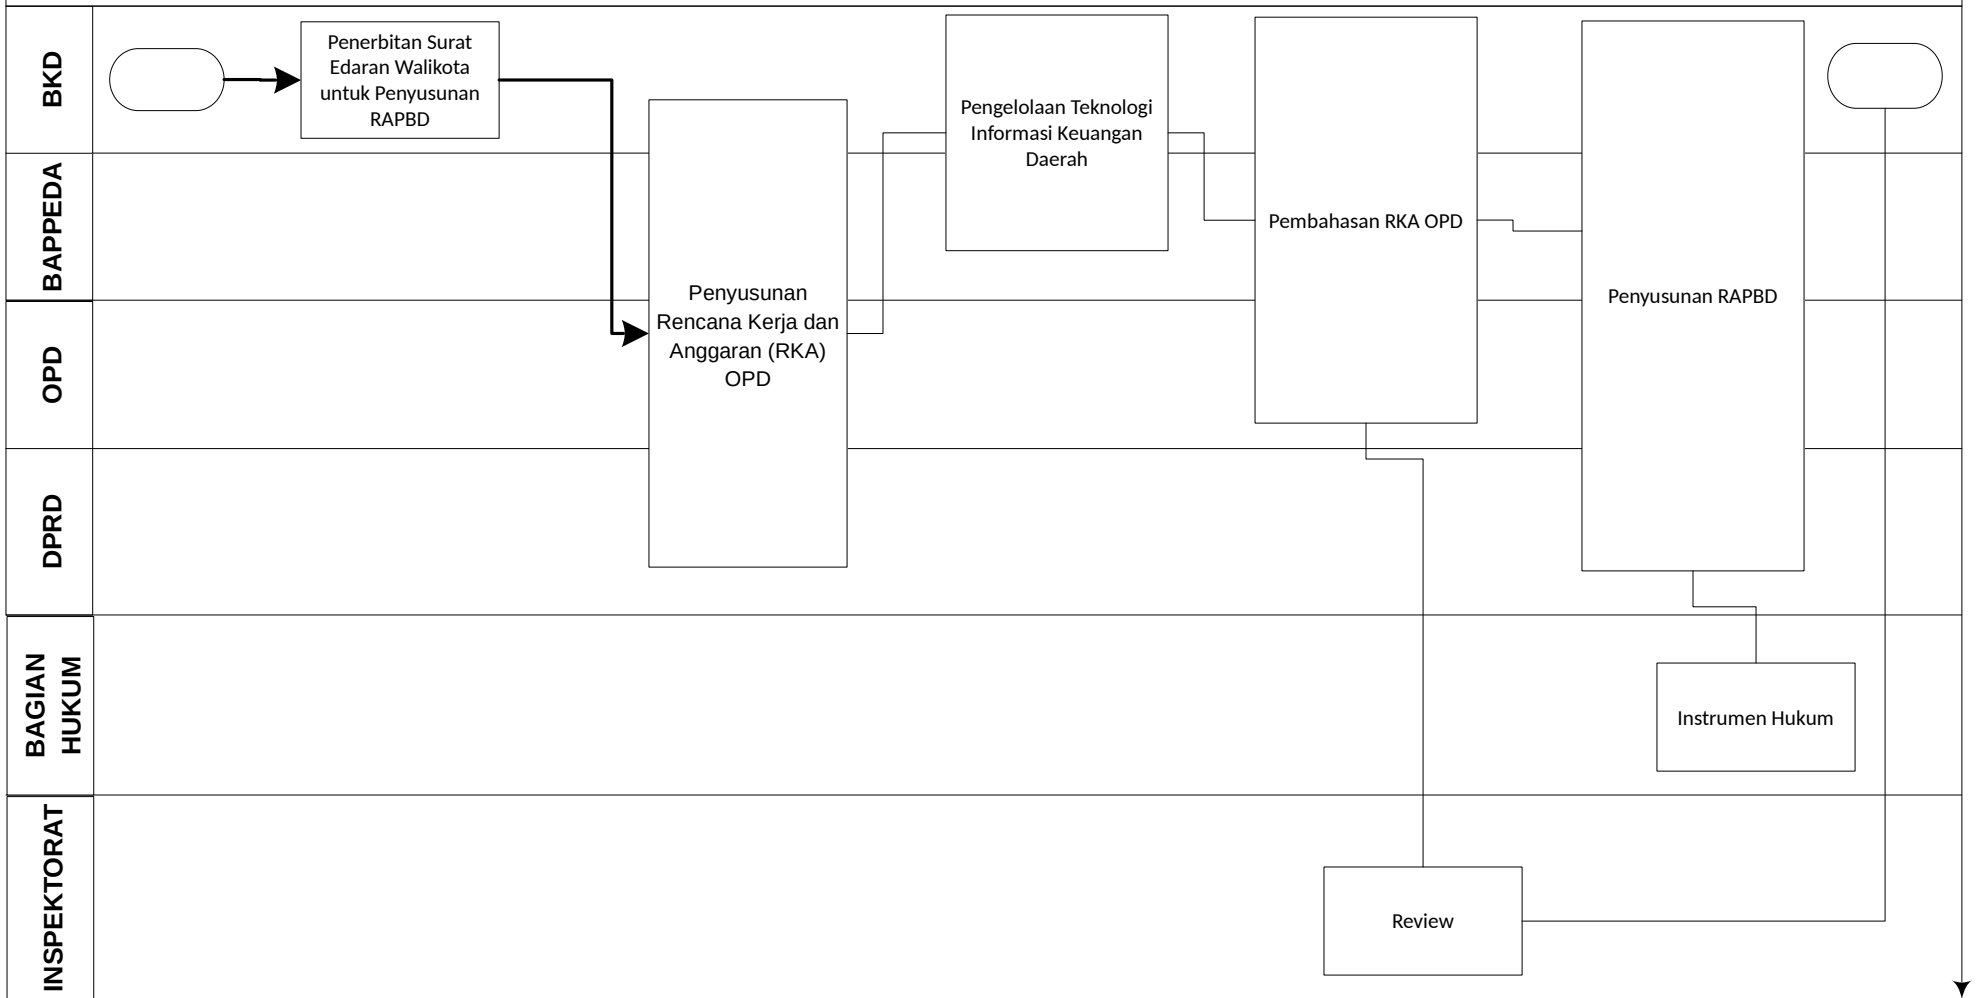 BKD
Penerbitan Surat
Edaran Walikota
untuk Penyusunan
RAPBD
Pengelolaan Teknologi
Informasi Keuangan
Daerah
BAPPEDA
Pembahasan RKA OPD
Penyusunan
Rencana Kerja dan
Anggaran (RKA)
OPD
Penyusunan RAPBD
OPD
DPRD
BAGIAN
HUKUM
Instrumen Hukum
INSPEKTORAT
Review